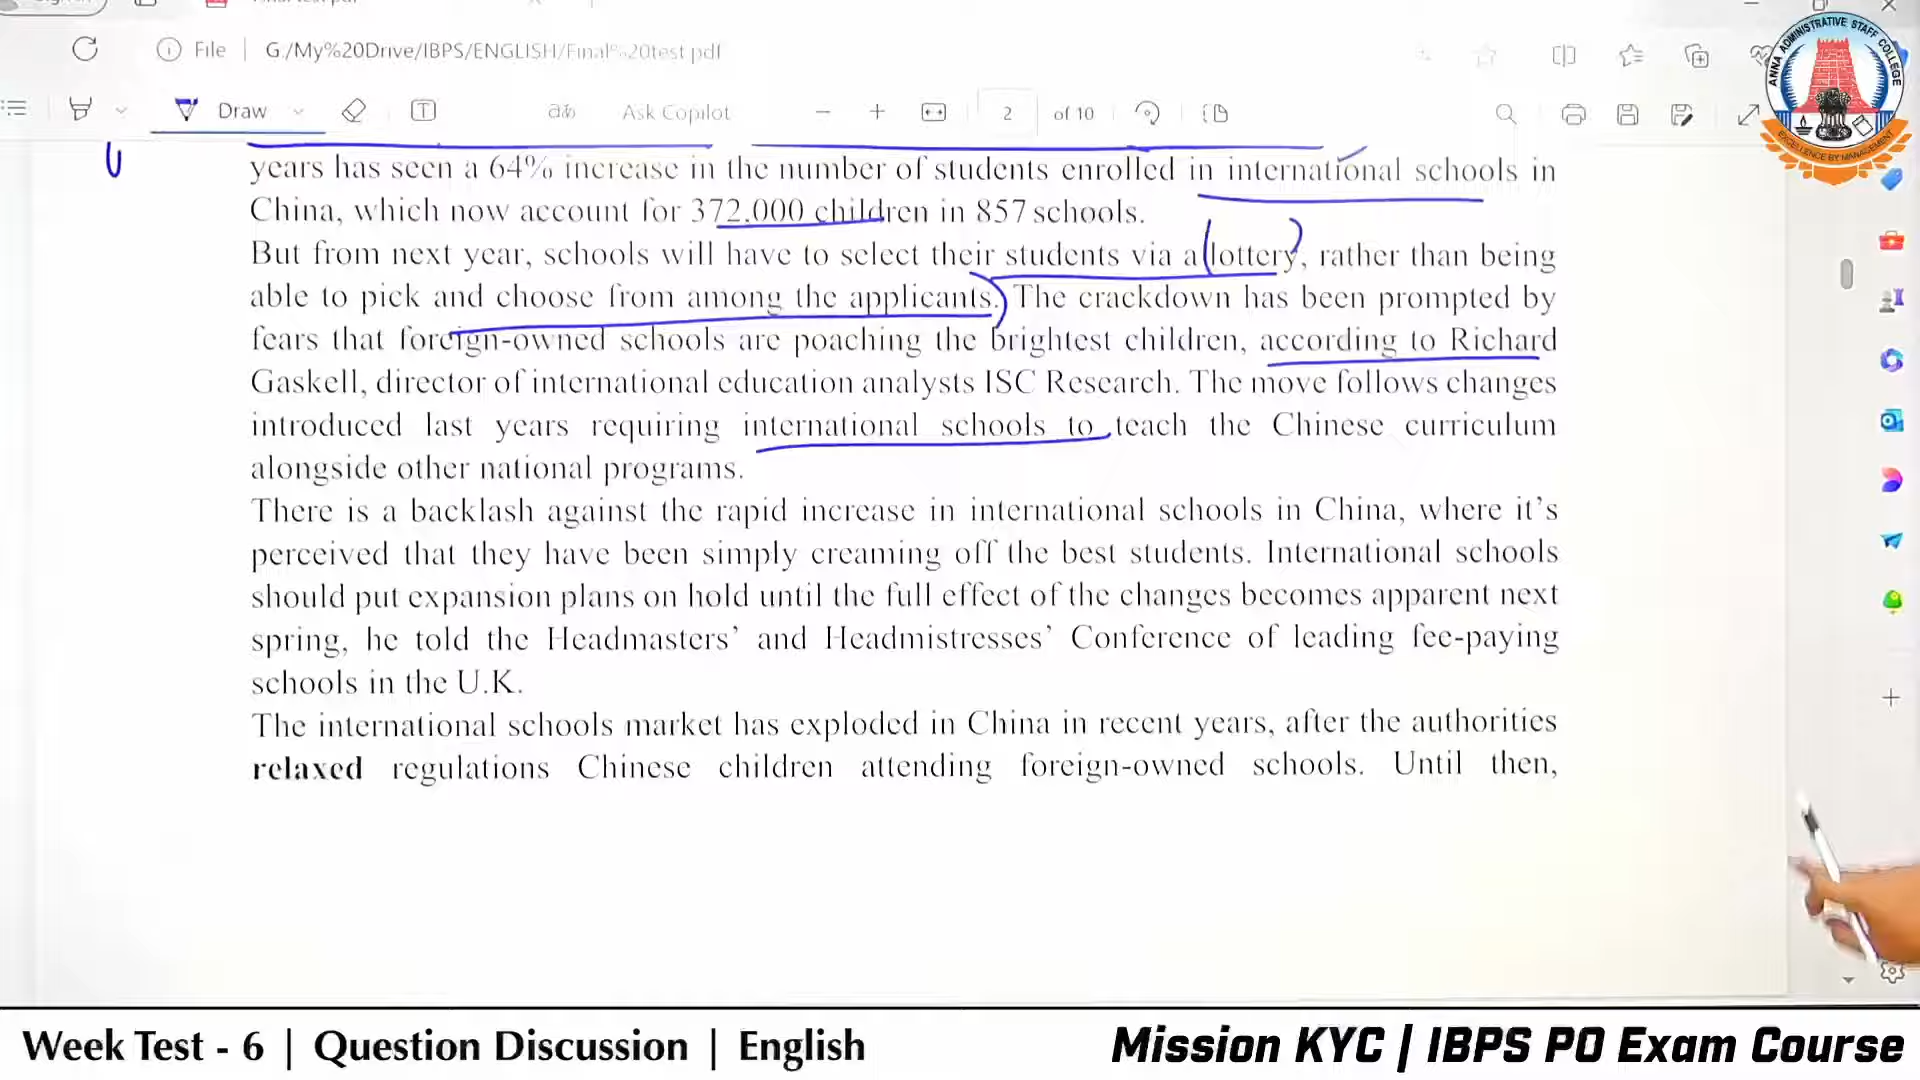 File | G:/My%20Drive/IBPS/ENGLISH/Final%20test.pdf
Draw
Ask Copilot
2 of 10
ANNA ADMINISTRATIVE STAFF COLLEGE
EXCELLENCE BY MANAGEMENT
years has seen a 64% increase in the number of students enrolled in international schools in
China, which now account for 372,000 children in 857 schools.
But from next year, schools will have to select their students via a lottery, rather than being
able to pick and choose from among the applicants. The crackdown has been prompted by
fears that foreign-owned schools are poaching the brightest children, according to Richard
Gaskell, director of international education analysts ISC Research. The move follows changes
introduced last years requiring international schools to teach the Chinese curriculum
alongside other national programs.
There is a backlash against the rapid increase in international schools in China, where it’s
perceived that they have been simply creaming off the best students. International schools
should put expansion plans on hold until the full effect of the changes becomes apparent next
spring, he told the Headmasters’ and Headmistresses’ Conference of leading fee-paying
schools in the U.K.
The international schools market has exploded in China in recent years, after the authorities
relaxed regulations Chinese children attending foreign-owned schools. Until then,
Week Test - 6 | Question Discussion | English
Mission KYC | IBPS PO Exam Course